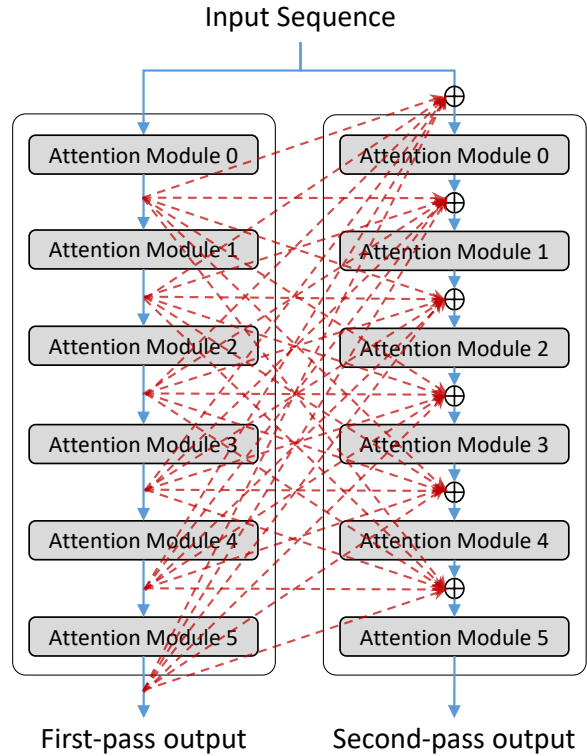 Input Sequence
Attention Module 0
Attention Module 0
Attention Module 1
Attention Module 1
Attention Module 2
Attention Module 2
Attention Module 3
Attention Module 3
Attention Module 4
Attention Module 4
Attention Module 5
Attention Module 5
First-pass output
Second-pass output